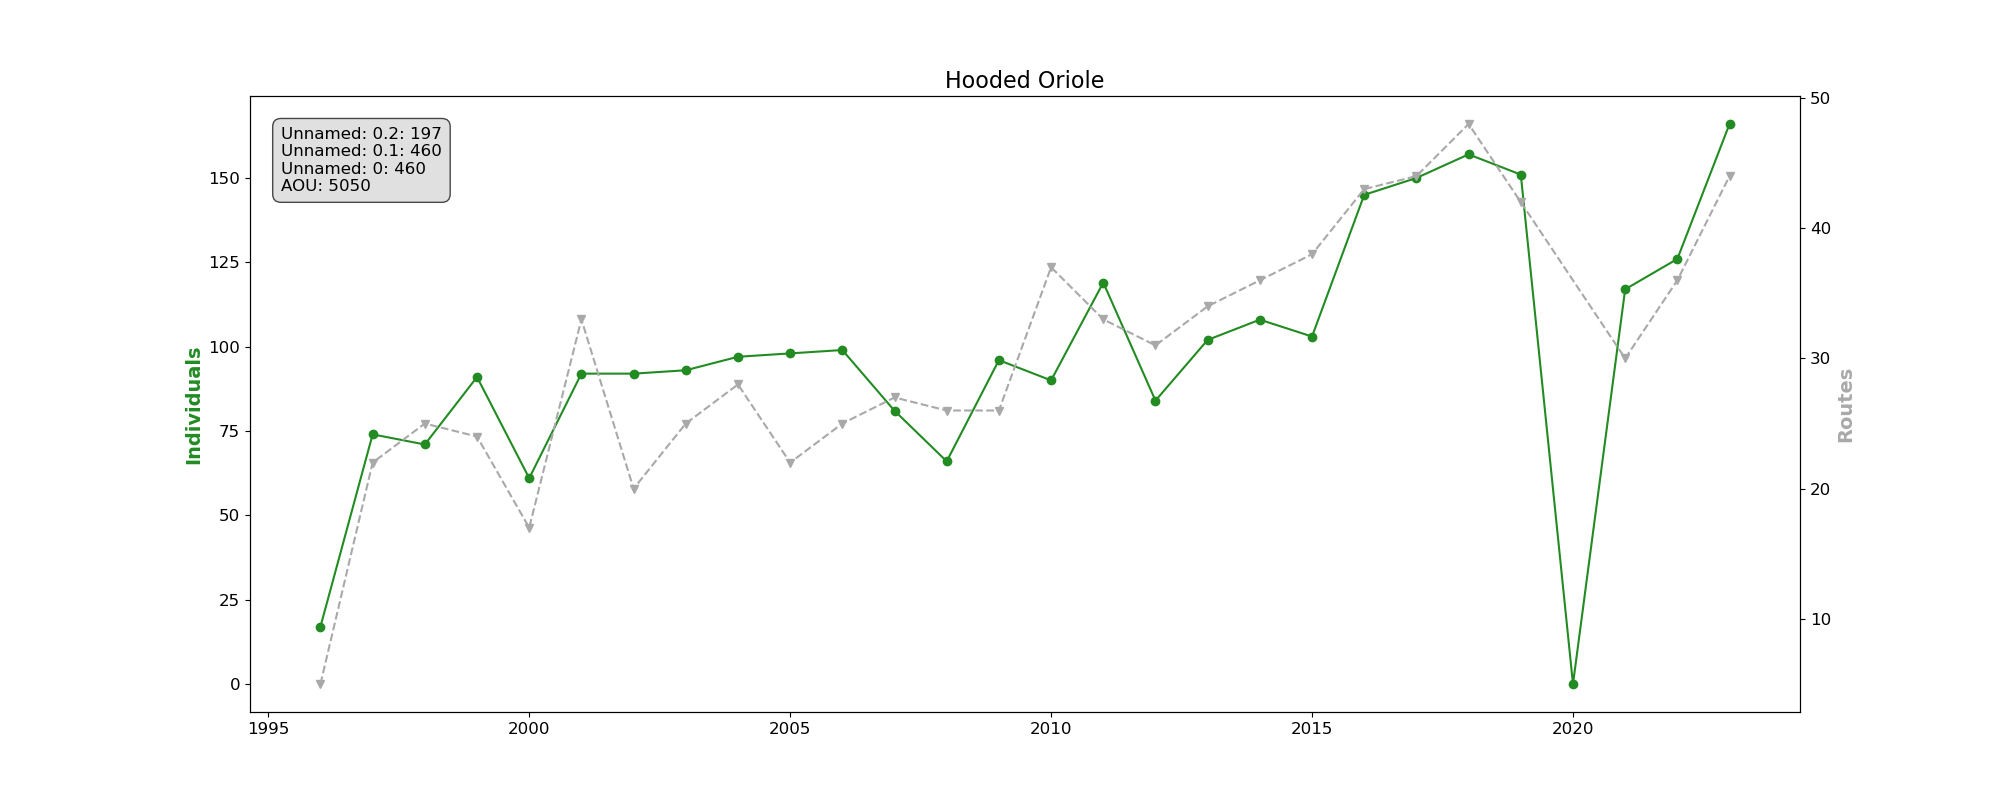 Hooded Oriole
Unnamed: 0.2: 197
Unnamed: 0.1: 460
Unnamed: 0: 460
AOU: 5050
Individuals
150
125
100
75
50
25
0
50
40
30
20
10
Routes
1995 2000 2005 2010 2015 2020